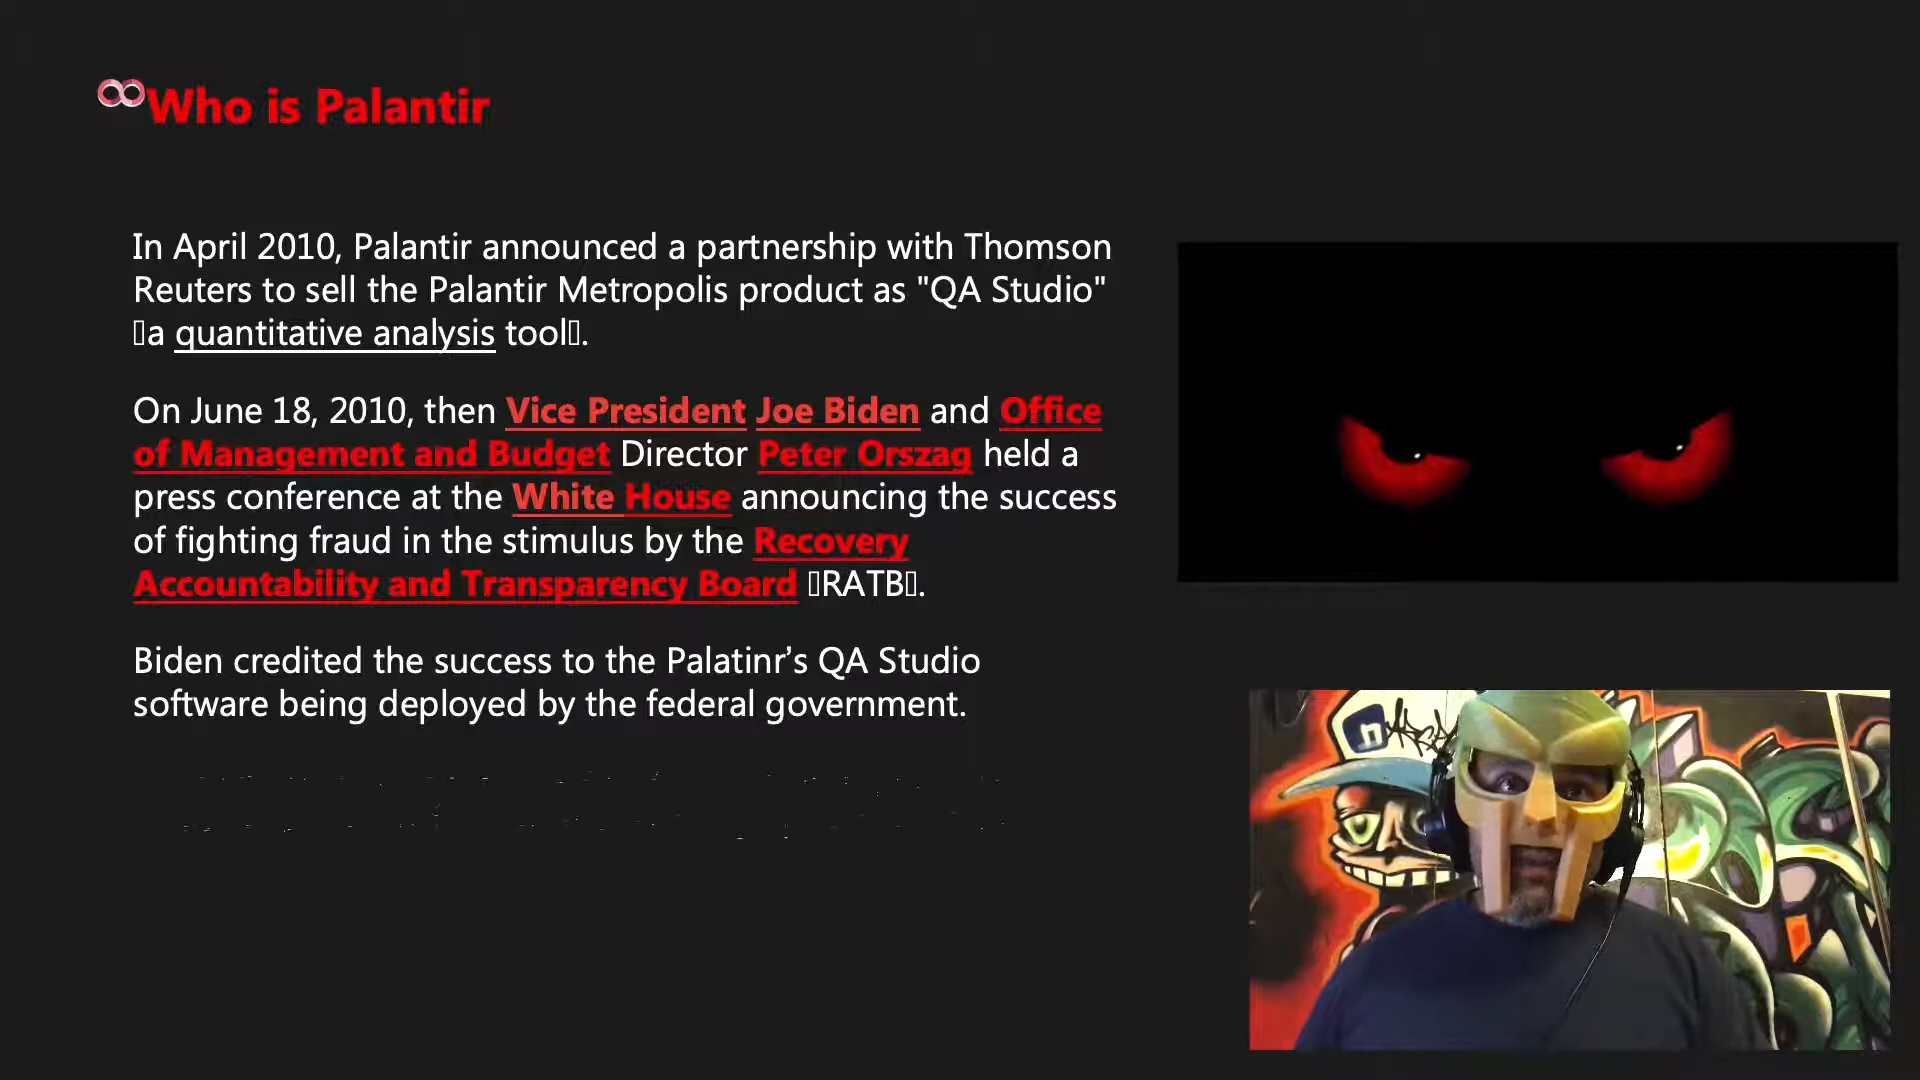 Who is Palantir
In April 2010, Palantir announced a partnership with Thomson
Reuters to sell the Palantir Metropolis product as "QA Studio"
▯a quantitative analysis tool▯.
On June 18, 2010, then Vice President Joe Biden and Office
of Management and Budget Director Peter Orszag held a
press conference at the White House announcing the success
of fighting fraud in the stimulus by the Recovery
Accountability and Transparency Board ▯RATB▯.
Biden credited the success to the Palatinr’s QA Studio
software being deployed by the federal government.